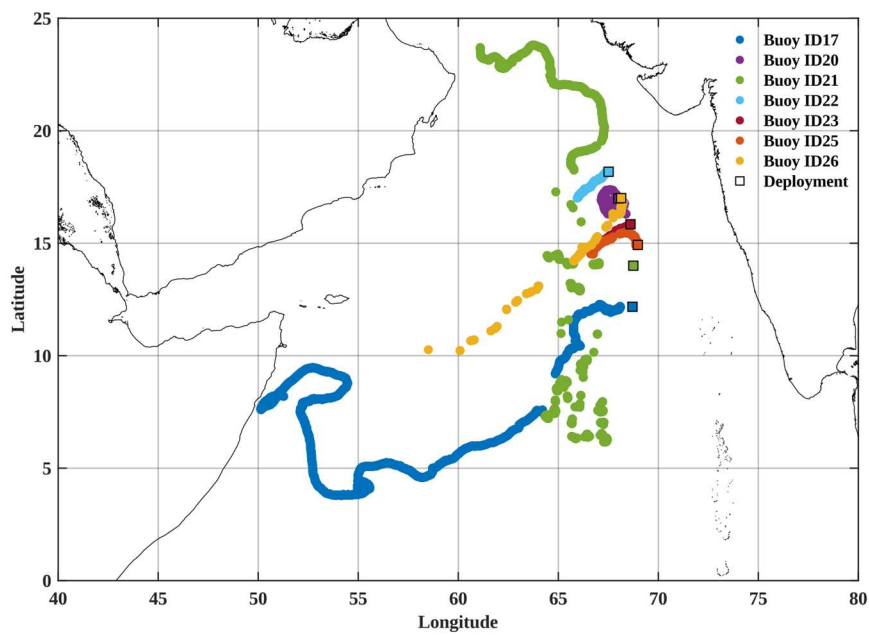 25
20
15
10
5
0
Latitude
40 45 50 55 60 65 70 75 80
Longitude
Buoy ID17
Buoy ID20
Buoy ID21
Buoy ID22
Buoy ID23
Buoy ID25
Buoy ID26
Deployment